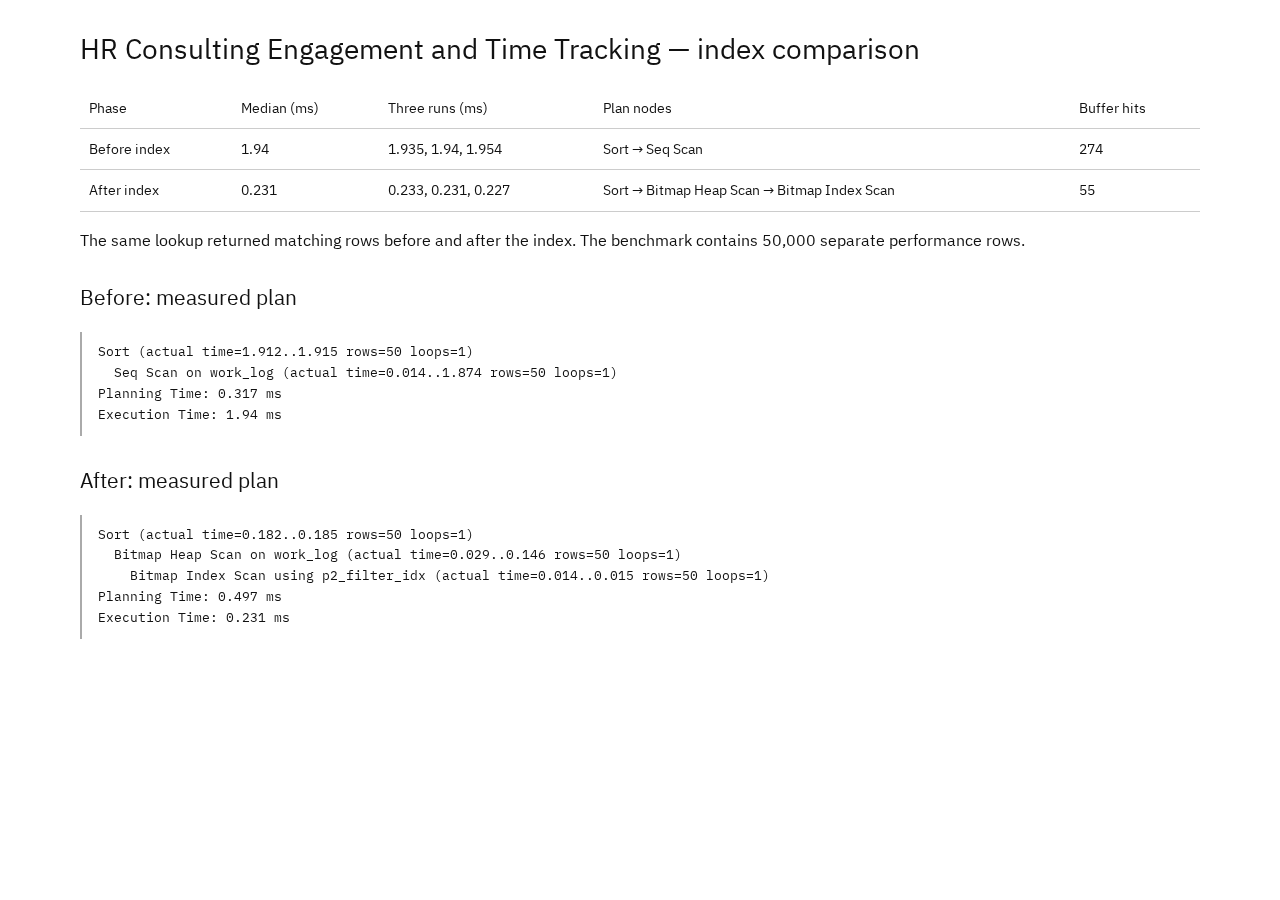 HR Consulting Engagement and Time Tracking — index comparison
Phase Median (ms) Three runs (ms) Plan nodes Buffer hits
Before index 1.94 1.935, 1.94, 1.954 Sort → Seq Scan 274
After index 0.231 0.233, 0.231, 0.227 Sort → Bitmap Heap Scan → Bitmap Index Scan 55
The same lookup returned matching rows before and after the index. The benchmark contains 50,000 separate performance rows.
Before: measured plan
Sort (actual time=1.912..1.915 rows=50 loops=1)
  Seq Scan on work_log (actual time=0.014..1.874 rows=50 loops=1)
Planning Time: 0.317 ms
Execution Time: 1.94 ms
After: measured plan
Sort (actual time=0.182..0.185 rows=50 loops=1)
  Bitmap Heap Scan on work_log (actual time=0.029..0.146 rows=50 loops=1)
    Bitmap Index Scan using p2_filter_idx (actual time=0.014..0.015 rows=50 loops=1)
Planning Time: 0.497 ms
Execution Time: 0.231 ms